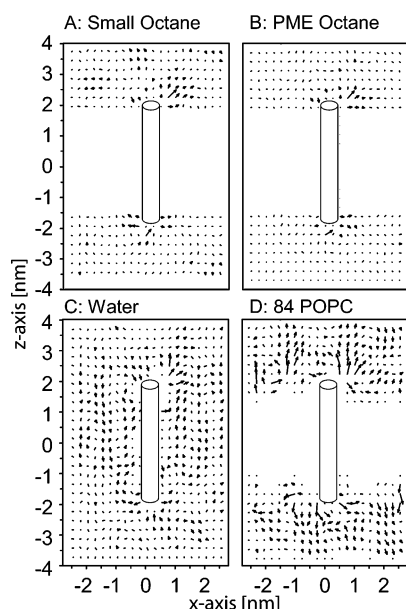 A: Small Octane
B: PME Octane
4
3
2
1
0
-1
-2
-3
-4
C: Water
D: 84 POPC
4
3
2
1
0
-1
-2
-3
-4
z-axis [nm]
-2 -1 0 1 2 -2 -1 0 1 2
x-axis [nm]